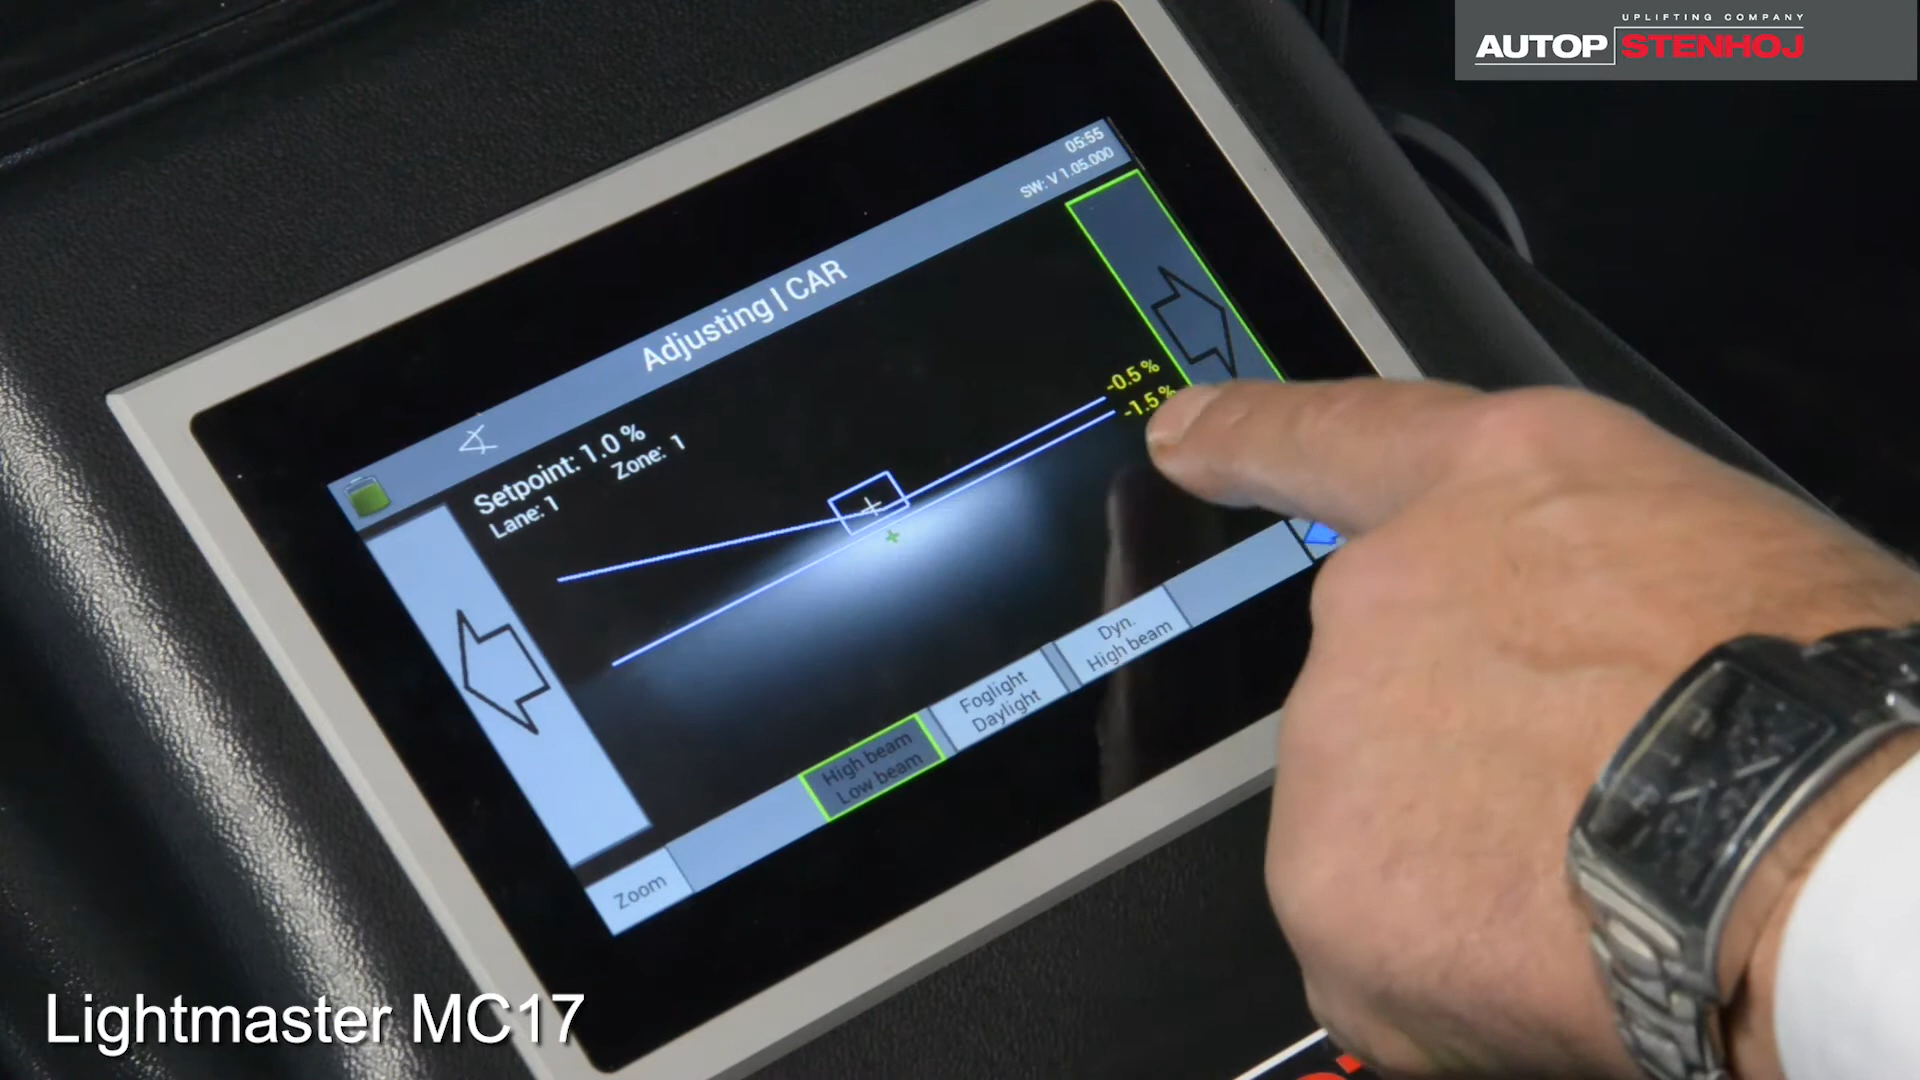 UPLIFTING COMPANY
AUTOP STENHOJ
05:55
SW: V 1.05.000
Adjusting | CAR
Setpoint: 1.0 %
Lane: 1 Zone: 1
-0.5 %
-1.5 %
Dyn.
High beam
Foglight
Daylight
High beam
Low beam
Zoom
Lightmaster MC17